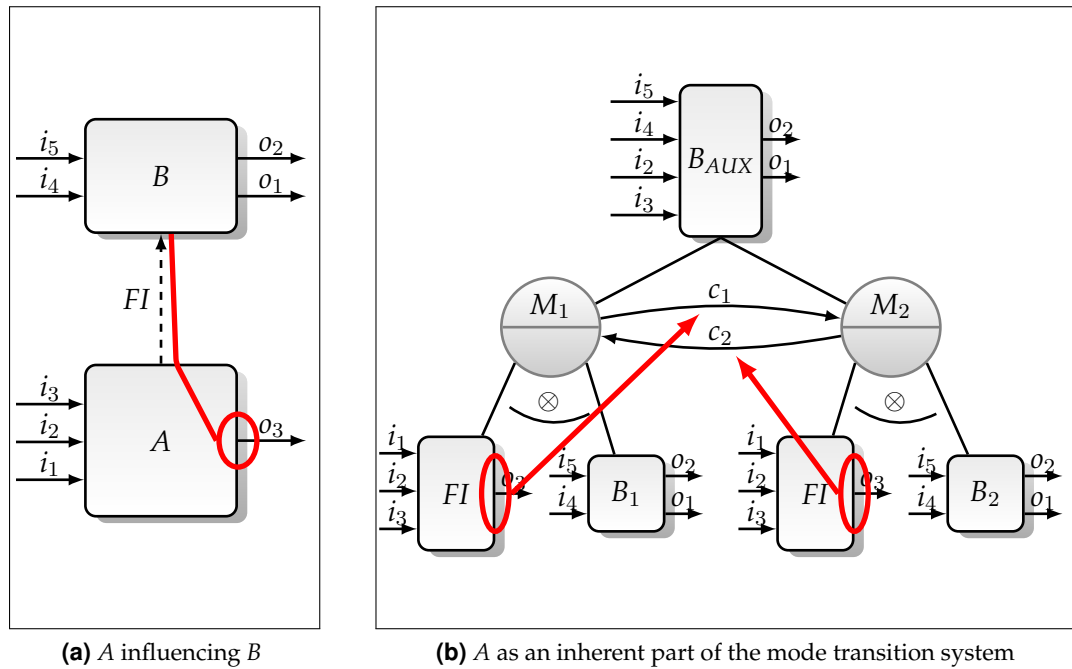 i5
i4
B
o2
o1
FI
i3
i2
i1
A
o3
(a) A influencing B
i5
i4
i2
i3
BAUX
o2
o1
M1
c1
c2
M2
⊗
⊗
i1
i2
i3
FI
o3
i5
i4
B1
o2
o1
i1
i2
i3
FI
o3
i5
i4
B2
o2
o1
(b) A as an inherent part of the mode transition system